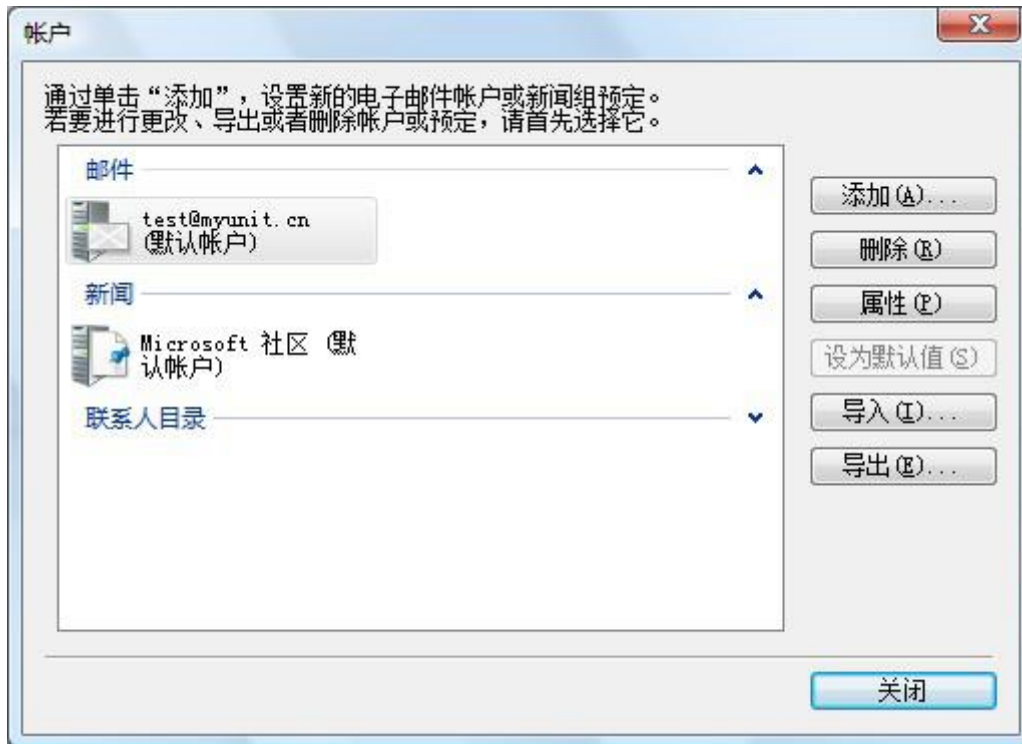 帐户
通过单击“添加”，设置新的电子邮件帐户或新闻组预定。
若要进行更改、导出或者删除帐户或预定，请首先选择它。
邮件
test@myunit.cn
(默认帐户)
新闻
Microsoft 社区 (默
认帐户)
联系人目录
添加(A)...
删除(R)
属性(P)
设为默认值(S)
导入(I)...
导出(E)...
关闭